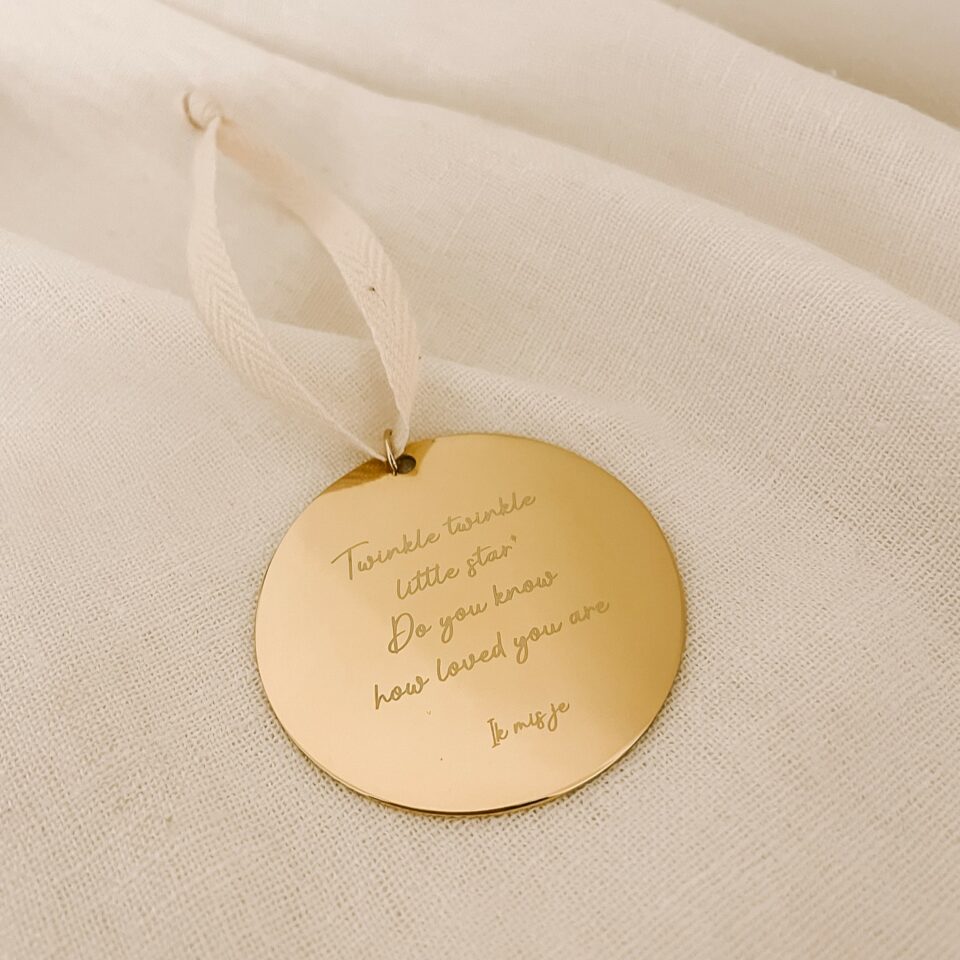 Twinkle twinkle
little star*
Do you know
how loved you are
Ik mis je